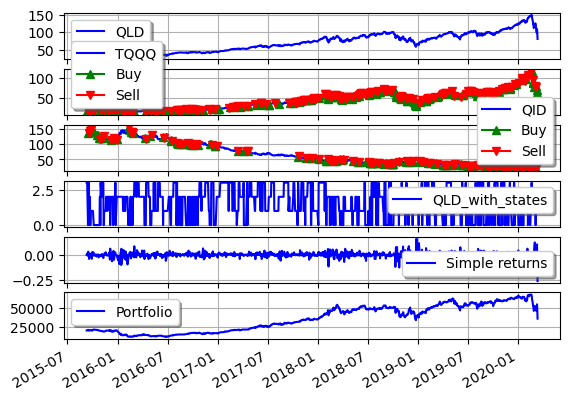 150
100
50
QLD
TQQQ
Buy
Sell
100
50
QID
Buy
Sell
150
100
50
2.5
0.0
QLD_with_states
0.00
−0.25
Simple returns
50000
25000
Portfolio
2015-07
2016-01
2016-07
2017-01
2017-07
2018-01
2018-07
2019-01
2019-07
2020-01